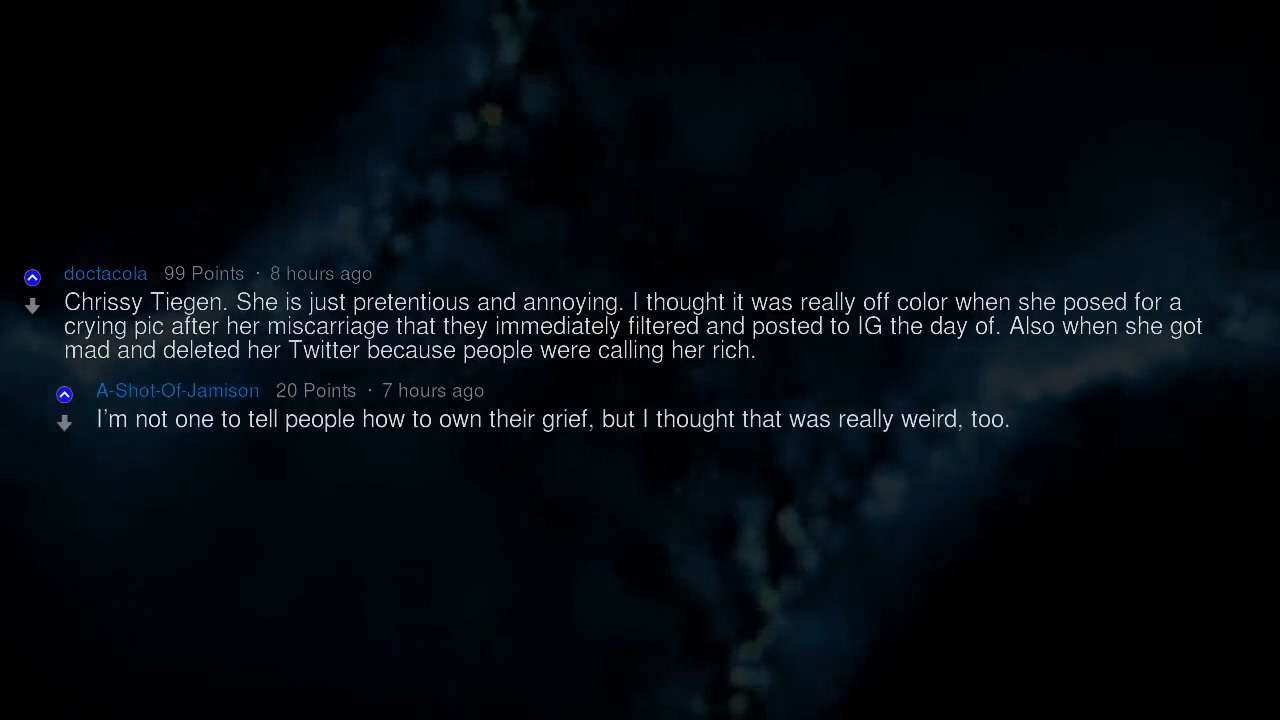 doctacola 99 Points · 8 hours ago
Chrissy Tiegen. She is just pretentious and annoying. I thought it was really off color when she posed for a
crying pic after her miscarriage that they immediately filtered and posted to IG the day of. Also when she got
mad and deleted her Twitter because people were calling her rich.
A-Shot-Of-Jamison 20 Points · 7 hours ago
I'm not one to tell people how to own their grief, but I thought that was really weird, too.